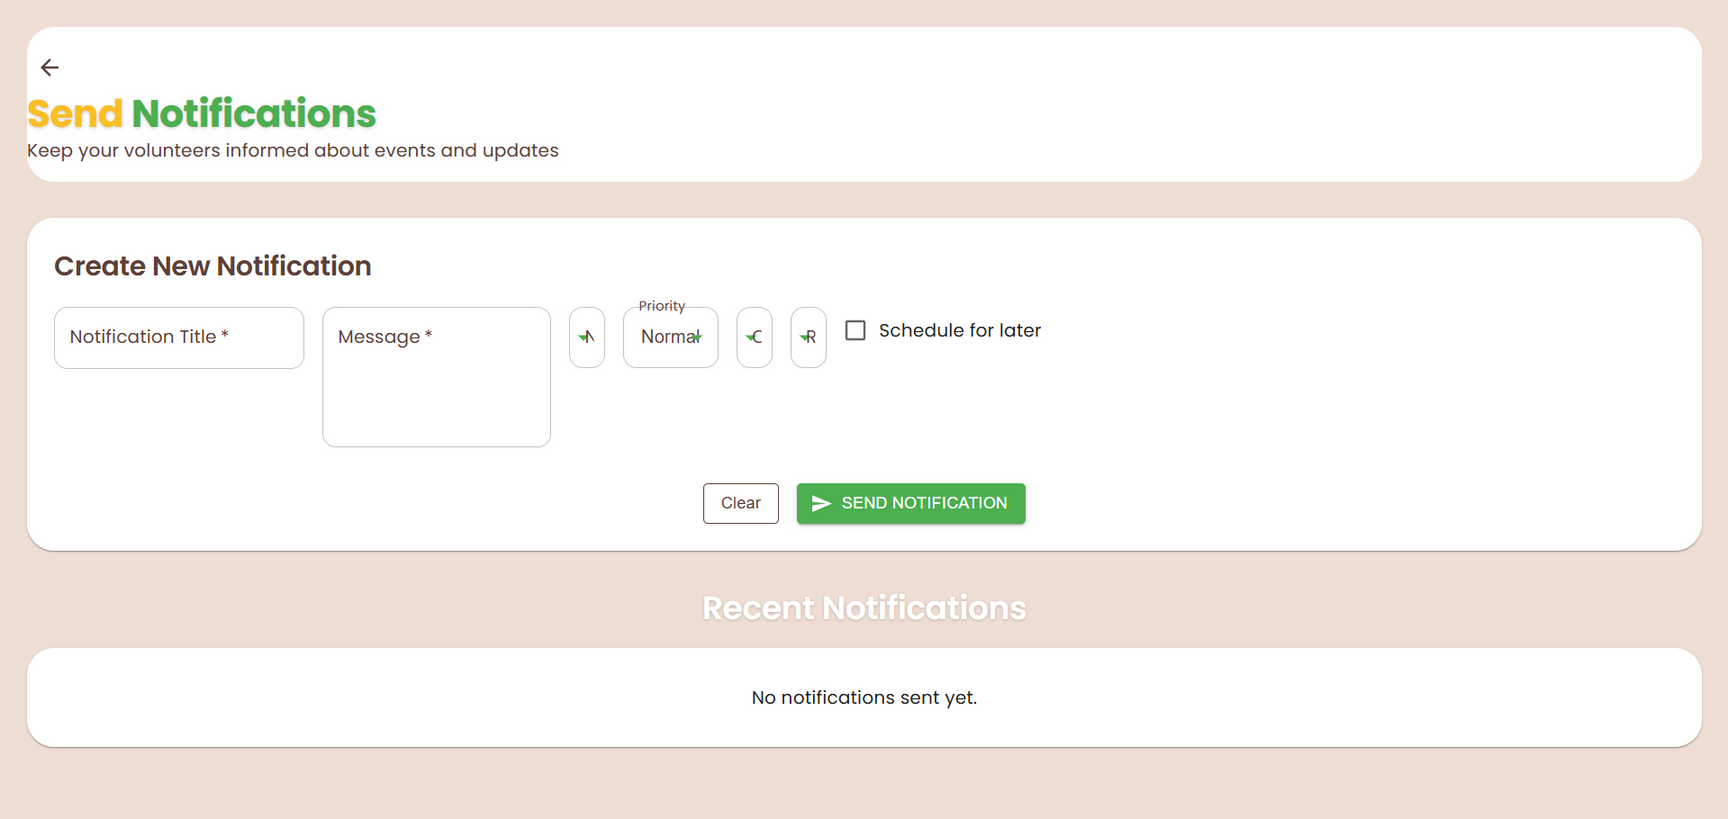 Send Notifications
Keep your volunteers informed about events and updates
Create New Notification
Priority
Notification Title *
Message *
Normal
C
R
Schedule for later
Clear
SEND NOTIFICATION
Recent Notifications
No notifications sent yet.